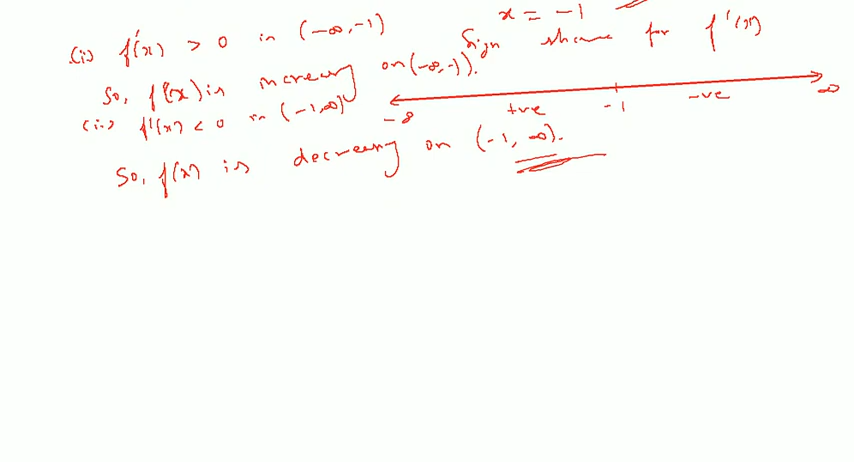 x = -1
(i) f'(x) > 0 in (-∞,-1)
Sign scheme for f'(x)
So, f(x) is increasing on (-∞,-1).
(ii) f'(x) < 0 in (-1,∞)
-∞ +ve -1 -ve ∞
So, f(x) is decreasing on (-1, ∞).